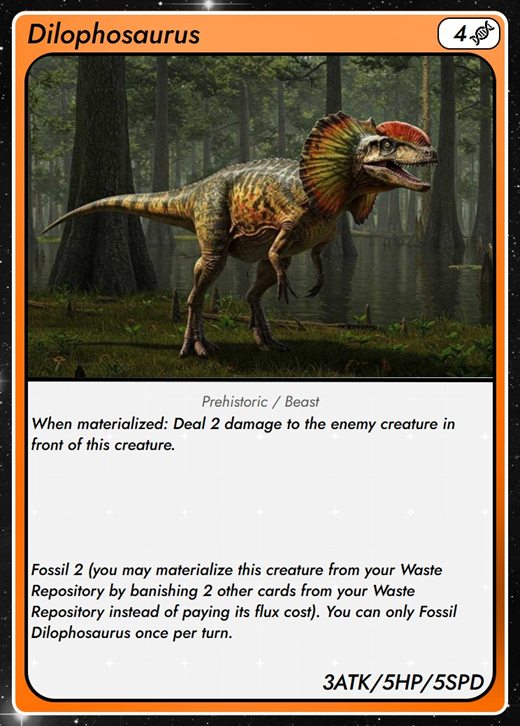 Dilophosaurus
4
Prehistoric / Beast
When materialized: Deal 2 damage to the enemy creature in
front of this creature.
Fossil 2 (you may materialize this creature from your Waste
Repository by banishing 2 other cards from your Waste
Repository instead of paying its flux cost). You can only Fossil
Dilophosaurus once per turn.
3ATK/5HP/5SPD